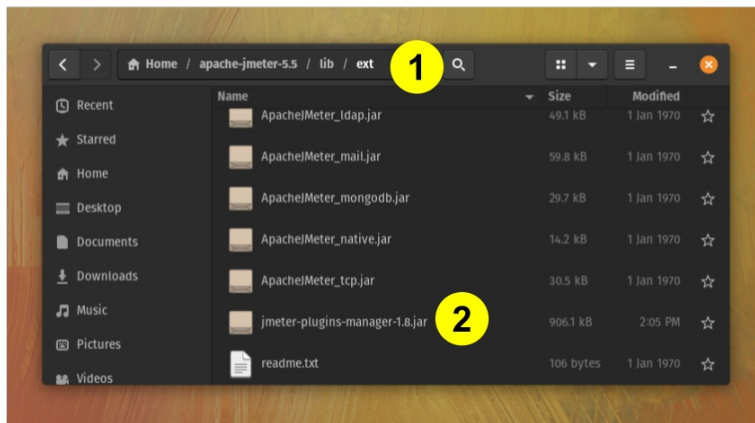 Home / apache-jmeter-5.5 / lib / ext 1
Recent
Starred
Home
Desktop
Documents
Downloads
Music
Pictures
Videos
Name Size Modified
ApacheJMeter_ldap.jar 49.1 kB 1 Jan 1970
ApacheJMeter_mail.jar 59.8 kB 1 Jan 1970
ApacheJMeter_mongodb.jar 29.7 kB 1 Jan 1970
ApacheJMeter_native.jar 14.2 kB 1 Jan 1970
ApacheJMeter_tcp.jar 30.5 kB 1 Jan 1970
jmeter-plugins-manager-1.8.jar 2 906.1 kB 2:05 PM
readme.txt 106 bytes 1 Jan 1970